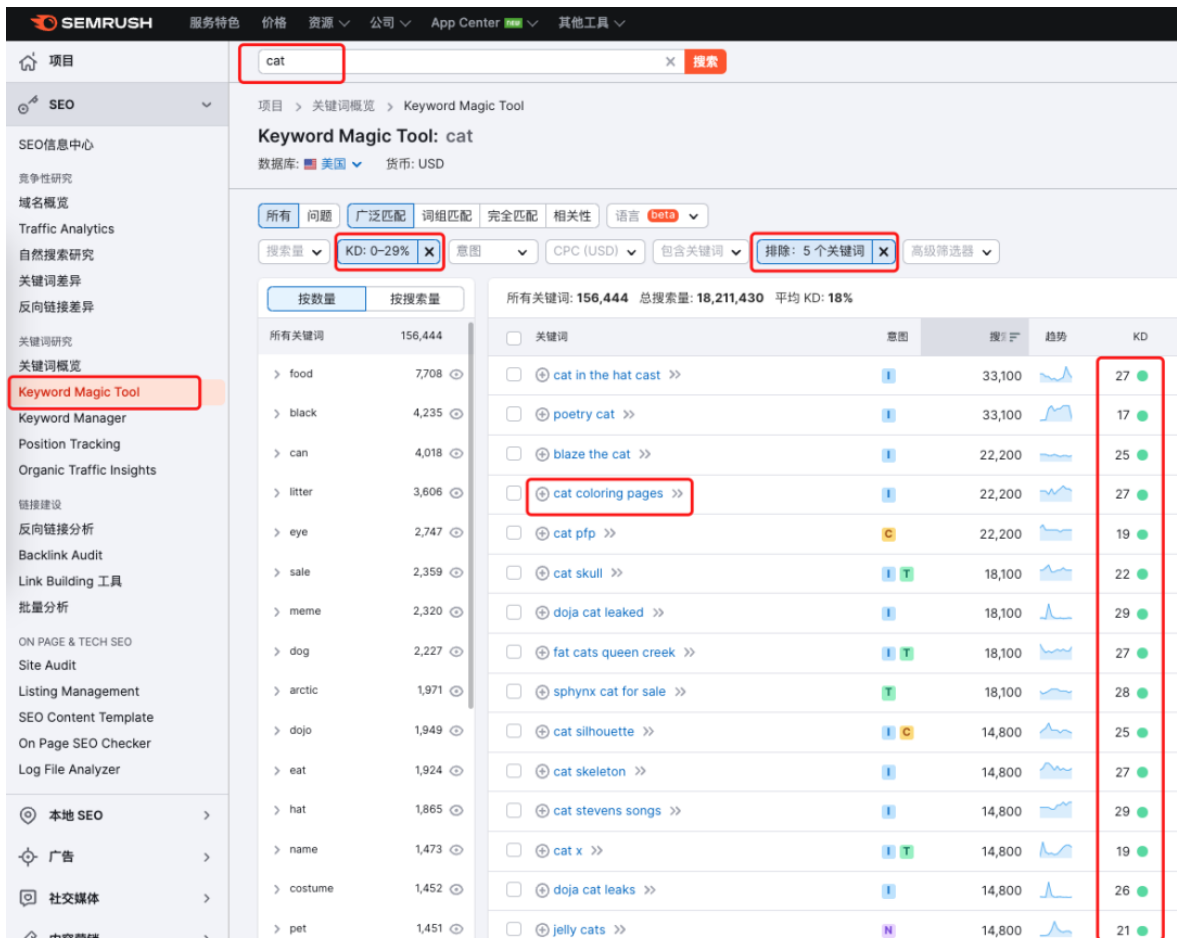 SEMRUSH 服务特色 价格 资源 公司 App Center new 其他工具
项目
cat × 搜索
SEO
项目 > 关键词概览 > Keyword Magic Tool
SEO信息中心
Keyword Magic Tool: cat
数据库: 美国 货币: USD
竞争性研究
域名概览
Traffic Analytics
自然搜索研究
关键词差异
反向链接差异
所有 问题 广泛匹配 词组匹配 完全匹配 相关性 语言 beta
搜索量 KD: 0–29% × 意图 CPC (USD) 包含关键词 排除: 5 个关键词 × 高级筛选器
按数量 按搜索量
所有关键词: 156,444 总搜索量: 18,211,430 平均 KD: 18%
关键词研究
关键词概览
Keyword Magic Tool
Keyword Manager
Position Tracking
Organic Traffic Insights
链接建设
反向链接分析
Backlink Audit
Link Building 工具
批量分析
ON PAGE & TECH SEO
Site Audit
Listing Management
SEO Content Template
On Page SEO Checker
Log File Analyzer
本地 SEO
广告
社交媒体
所有关键词 156,444
food 7,708
black 4,235
can 4,018
litter 3,606
eye 2,747
sale 2,359
meme 2,320
dog 2,227
arctic 1,971
dojo 1,949
eat 1,924
hat 1,865
name 1,473
costume 1,452
pet 1,451
关键词 意图 趋势 KD
cat in the hat cast I 33,100 27
poetry cat I 33,100 17
blaze the cat I 22,200 25
cat coloring pages I 22,200 27
cat pfp C 22,200 19
cat skull I T 18,100 22
doja cat leaked I 18,100 29
fat cats queen creek I T 18,100 27
sphynx cat for sale T 18,100 28
cat silhouette I C 14,800 25
cat skeleton I 14,800 27
cat stevens songs I 14,800 29
cat x I T 14,800 19
doja cat leaks I 14,800 26
jelly cats N 14,800 21